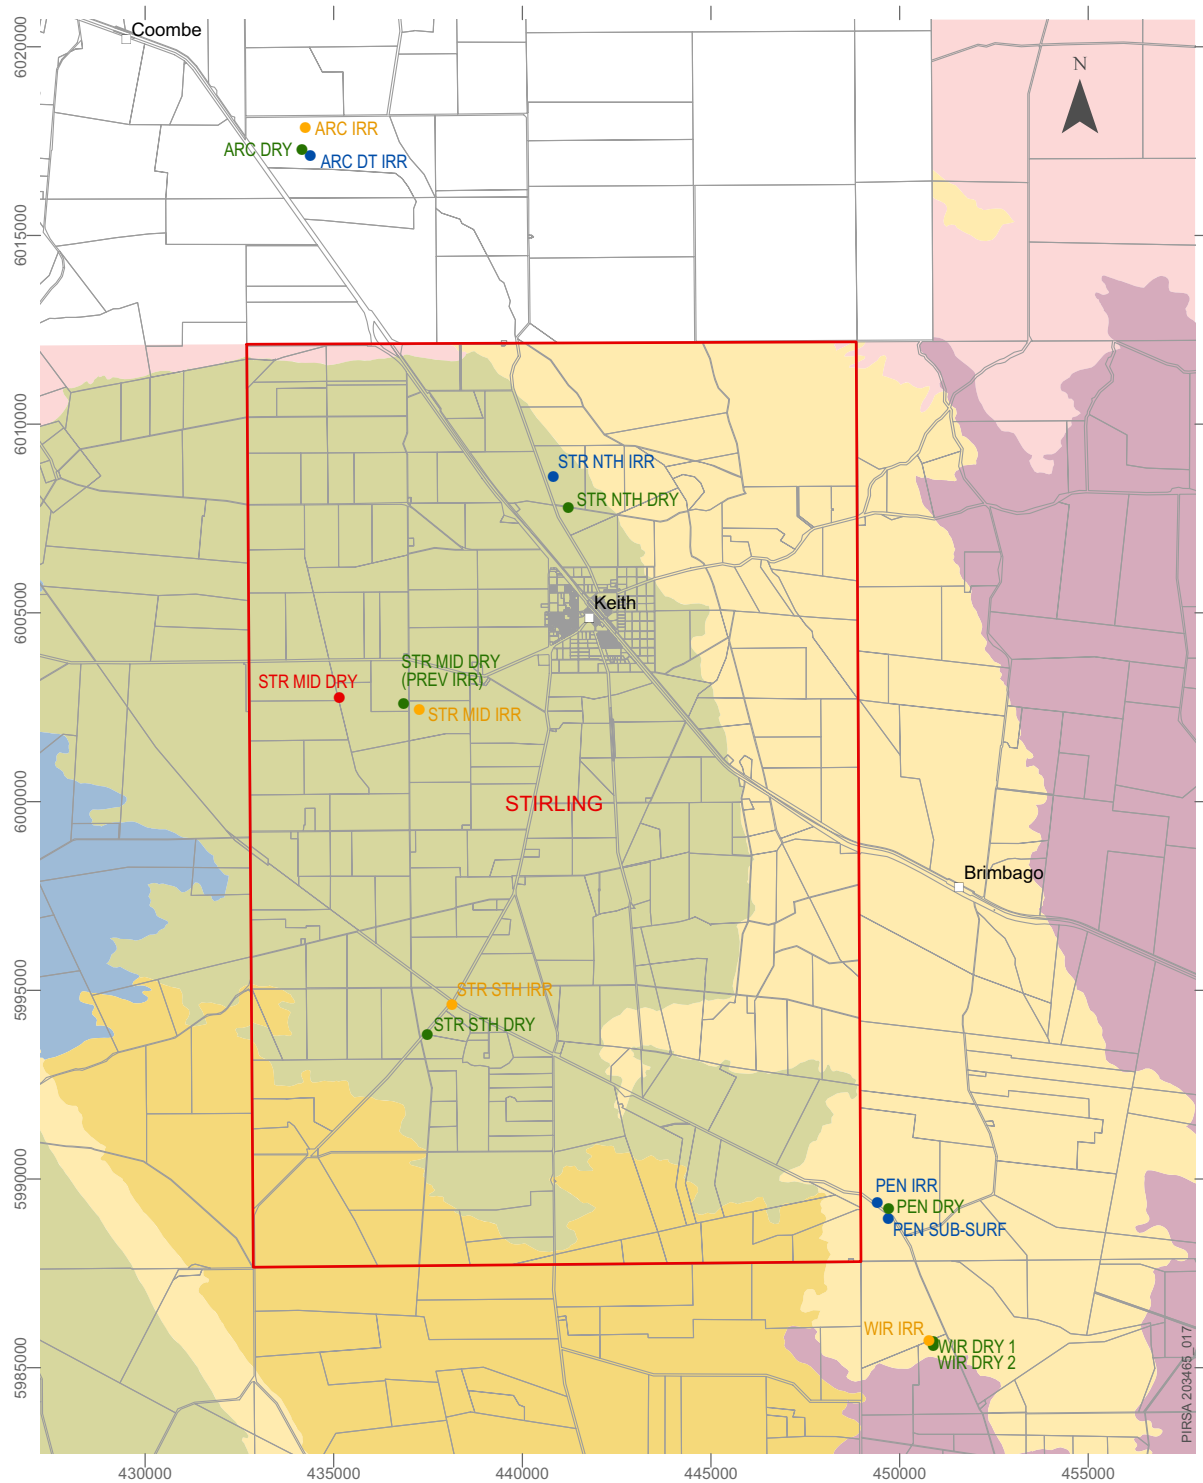 Coombe
6020000
N
ARC IRR
ARC DRY
ARC DT IRR
6015000
6010000
STR NTH IRR
STR NTH DRY
6005000
Keith
STR MID DRY
(PREV IRR)
STR MID DRY
STR MID IRR
6000000
STIRLING
Brimbago
5995000
STR STH IRR
STR STH DRY
5990000
PEN IRR
PEN DRY
PEN SUB-SURF
WIR IRR
WIR DRY 1
WIR DRY 2
5985000
PIRSA 203465_017
430000
435000
440000
445000
450000
455000